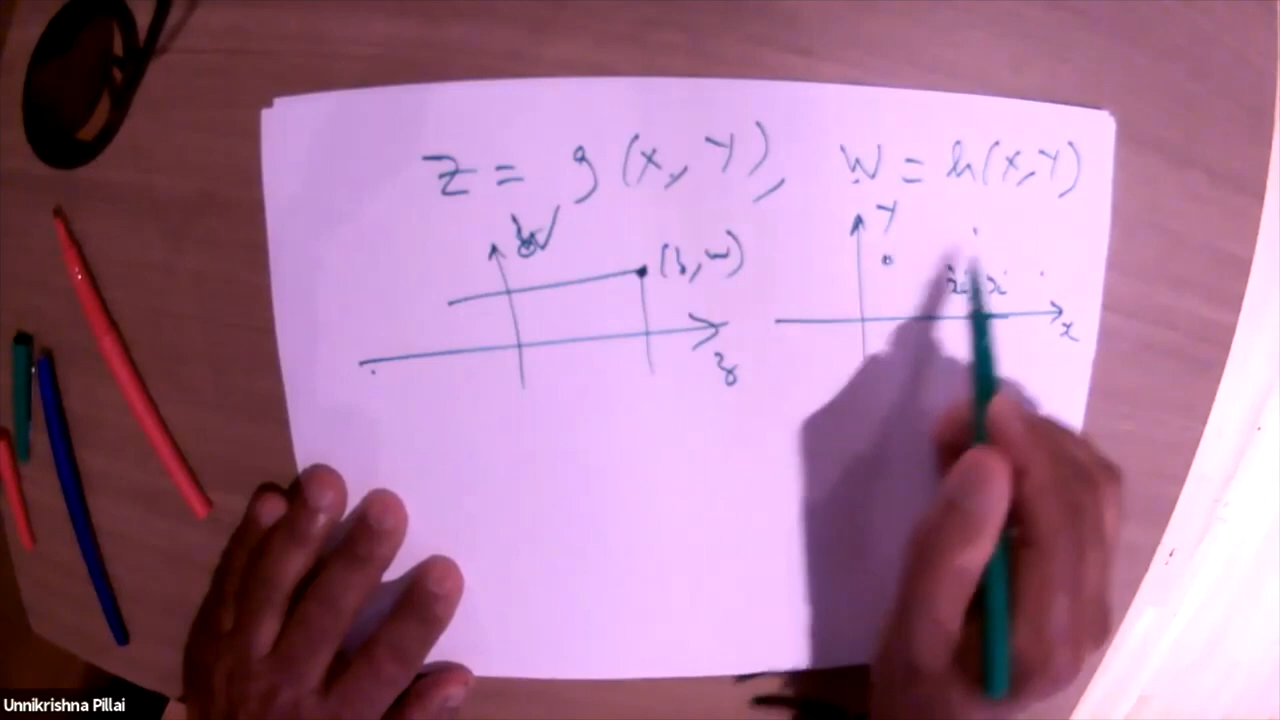 Z = g(X, Y), W = h(X, Y)
W
(z, w)
z
Y
x
Unnikrishna Pillai